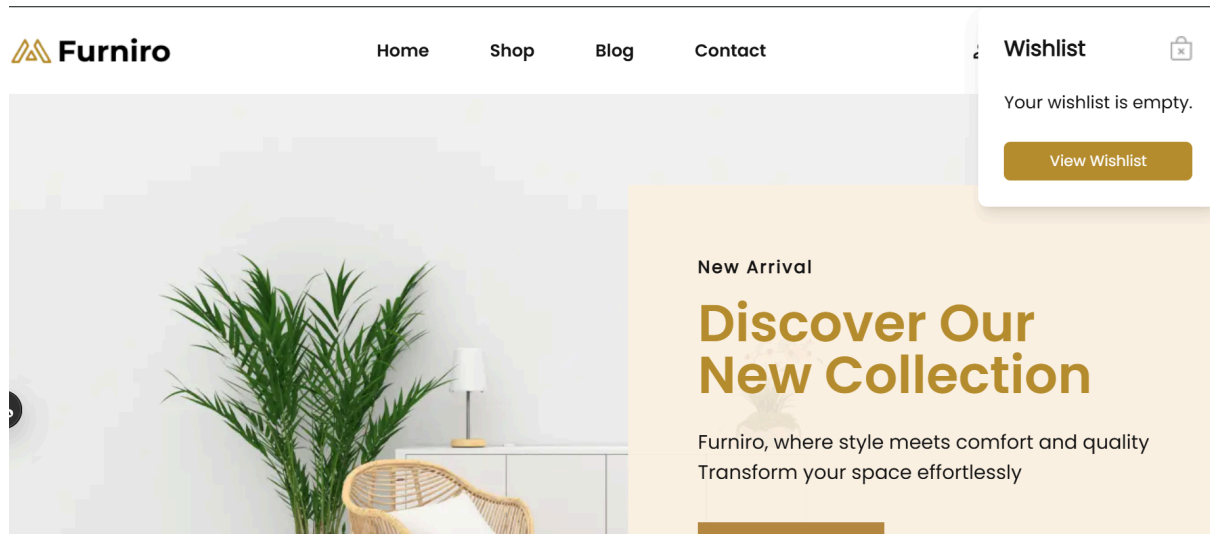 Furniro
Home
Shop
Blog
Contact
Wishlist
Your wishlist is empty.
View Wishlist
New Arrival
Discover Our
New Collection
Furniro, where style meets comfort and quality
Transform your space effortlessly